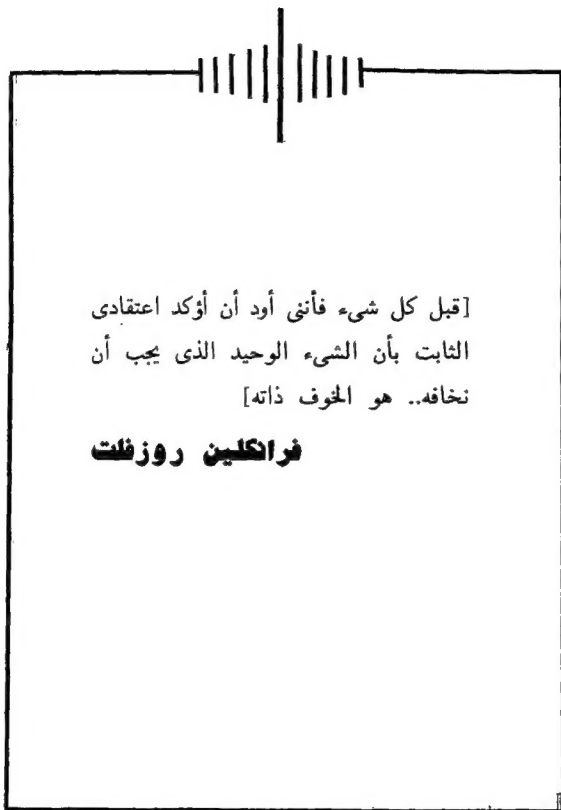 [قبل كل شىء فأننى أود أن أؤكد اعتقادى
الثابت بأن الشىء الوحيد الذى يجب أن
نخافه.. هو الخوف ذاته]
فرانكلين روزفلت